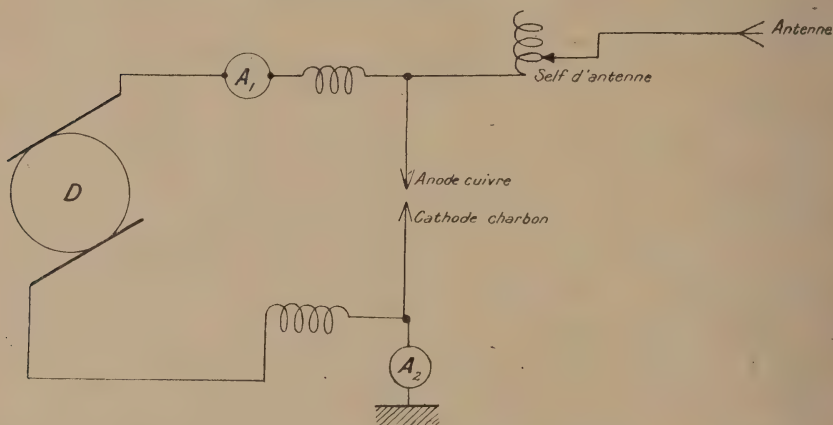 Antenne
Self d'antenne
A1
D
Anode cuivre
Cathode charbon
A2